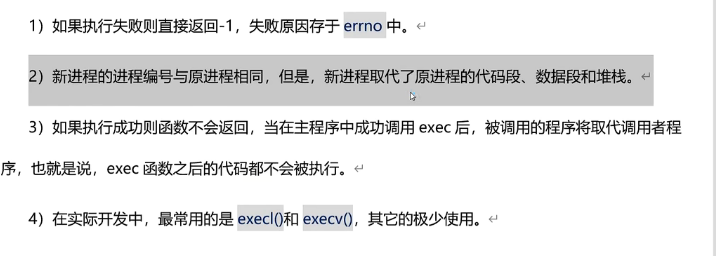 1）如果执行失败则直接返回-1，失败原因存于 errno 中。
2）新进程的进程编号与原进程相同，但是，新进程取代了原进程的代码段、数据段和堆栈。
3）如果执行成功则函数不会返回，当在主程序中成功调用 exec 后，被调用的程序将取代调用者程
序，也就是说，exec 函数之后的代码都不会被执行。
4）在实际开发中，最常用的是 execl()和 execv()，其它的极少使用。